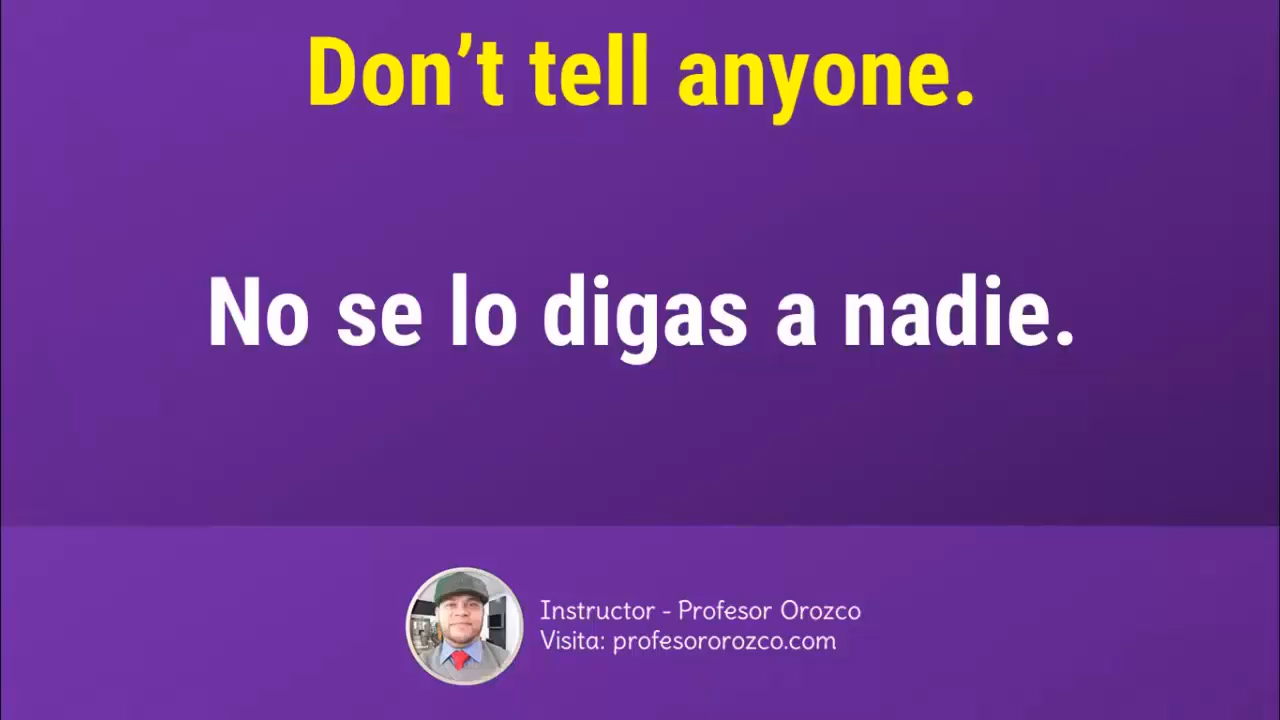 Don’t tell anyone.
No se lo digas a nadie.
Instructor - Profesor Orozco
Visita: profesororozco.com